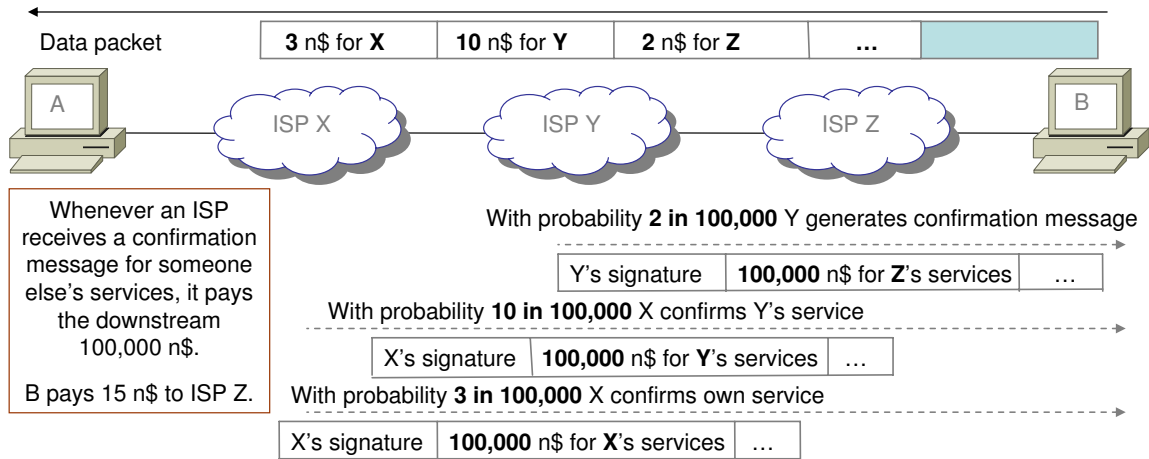 Data packet
3 n$ for X
10 n$ for Y
2 n$ for Z
...
A
ISP X
ISP Y
ISP Z
B
Whenever an ISP
receives a confirmation
message for someone
else's services, it pays
the downstream
100,000 n$.
B pays 15 n$ to ISP Z.
With probability 2 in 100,000 Y generates confirmation message
Y's signature
100,000 n$ for Z's services
...
With probability 10 in 100,000 X confirms Y's service
X's signature
100,000 n$ for Y's services
...
With probability 3 in 100,000 X confirms own service
X's signature
100,000 n$ for X's services
...